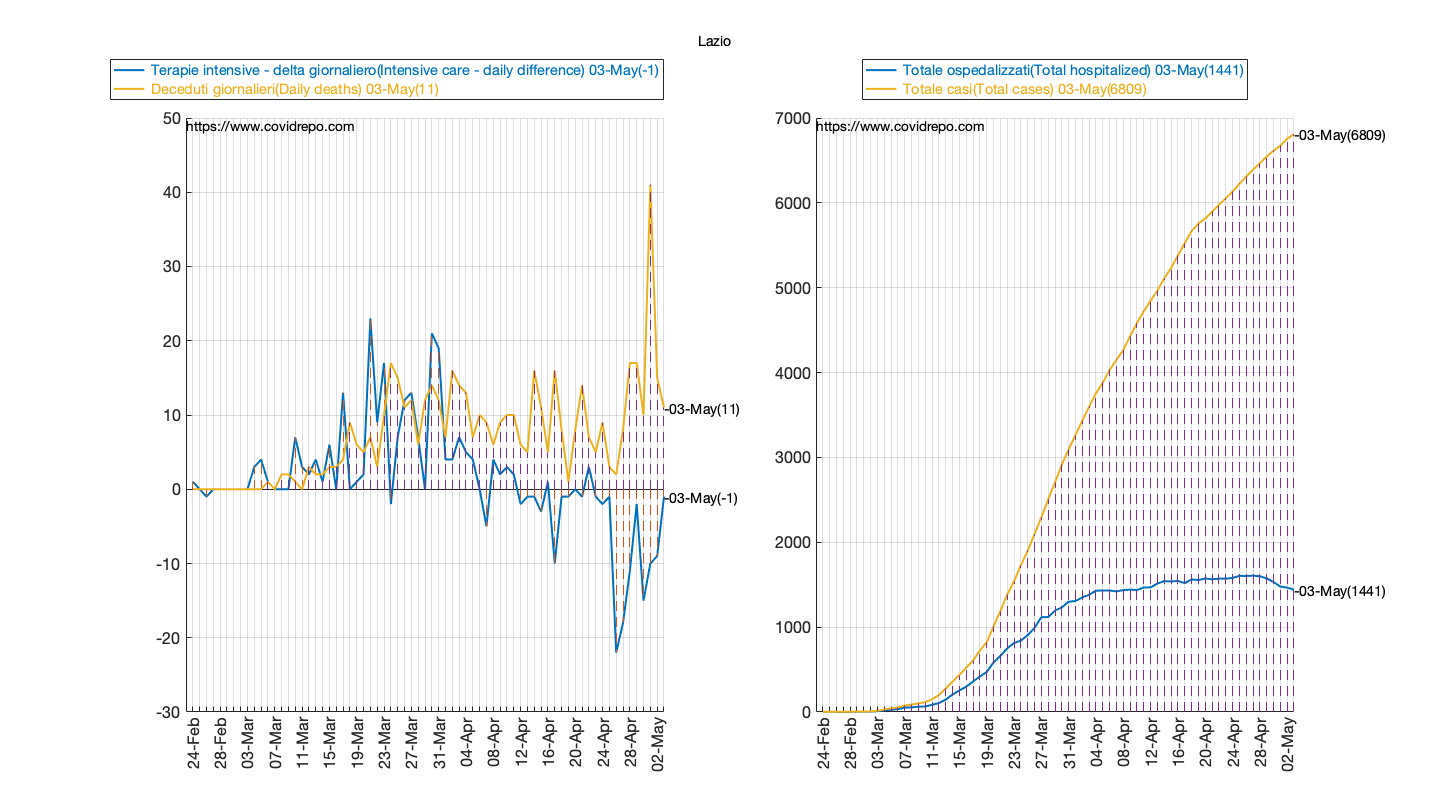 Lazio
Terapie intensive - delta giornaliero(Intensive care - daily difference) 03-May(-1)
Deceduti giornalieri(Daily deaths) 03-May(11)
https://www.covidrepo.com
50
40
30
20
10
0
-10
-20
-30
-03-May(11)
-03-May(-1)
24-Feb
28-Feb
03-Mar
07-Mar
11-Mar
15-Mar
19-Mar
23-Mar
27-Mar
31-Mar
04-Apr
08-Apr
12-Apr
16-Apr
20-Apr
24-Apr
28-Apr
02-May
Totale ospedalizzati(Total hospitalized) 03-May(1441)
Totale casi(Total cases) 03-May(6809)
https://www.covidrepo.com
7000
6000
5000
4000
3000
2000
1000
0
-03-May(6809)
-03-May(1441)
24-Feb
28-Feb
03-Mar
07-Mar
11-Mar
15-Mar
19-Mar
23-Mar
27-Mar
31-Mar
04-Apr
08-Apr
12-Apr
16-Apr
20-Apr
24-Apr
28-Apr
02-May